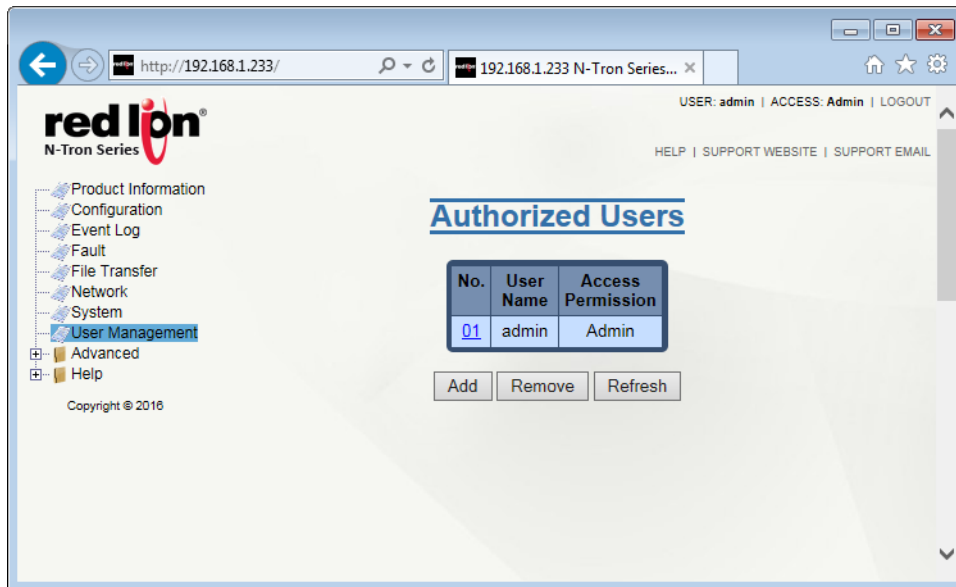 http://192.168.1.233/
192.168.1.233 N-Tron Series...
USER: admin | ACCESS: Admin | LOGOUT
red lion®
N-Tron Series
HELP | SUPPORT WEBSITE | SUPPORT EMAIL
Product Information
Configuration
Event Log
Fault
File Transfer
Network
System
User Management
Advanced
Help
Copyright © 2016
Authorized Users
No. User Name Access Permission
01 admin Admin
Add Remove Refresh